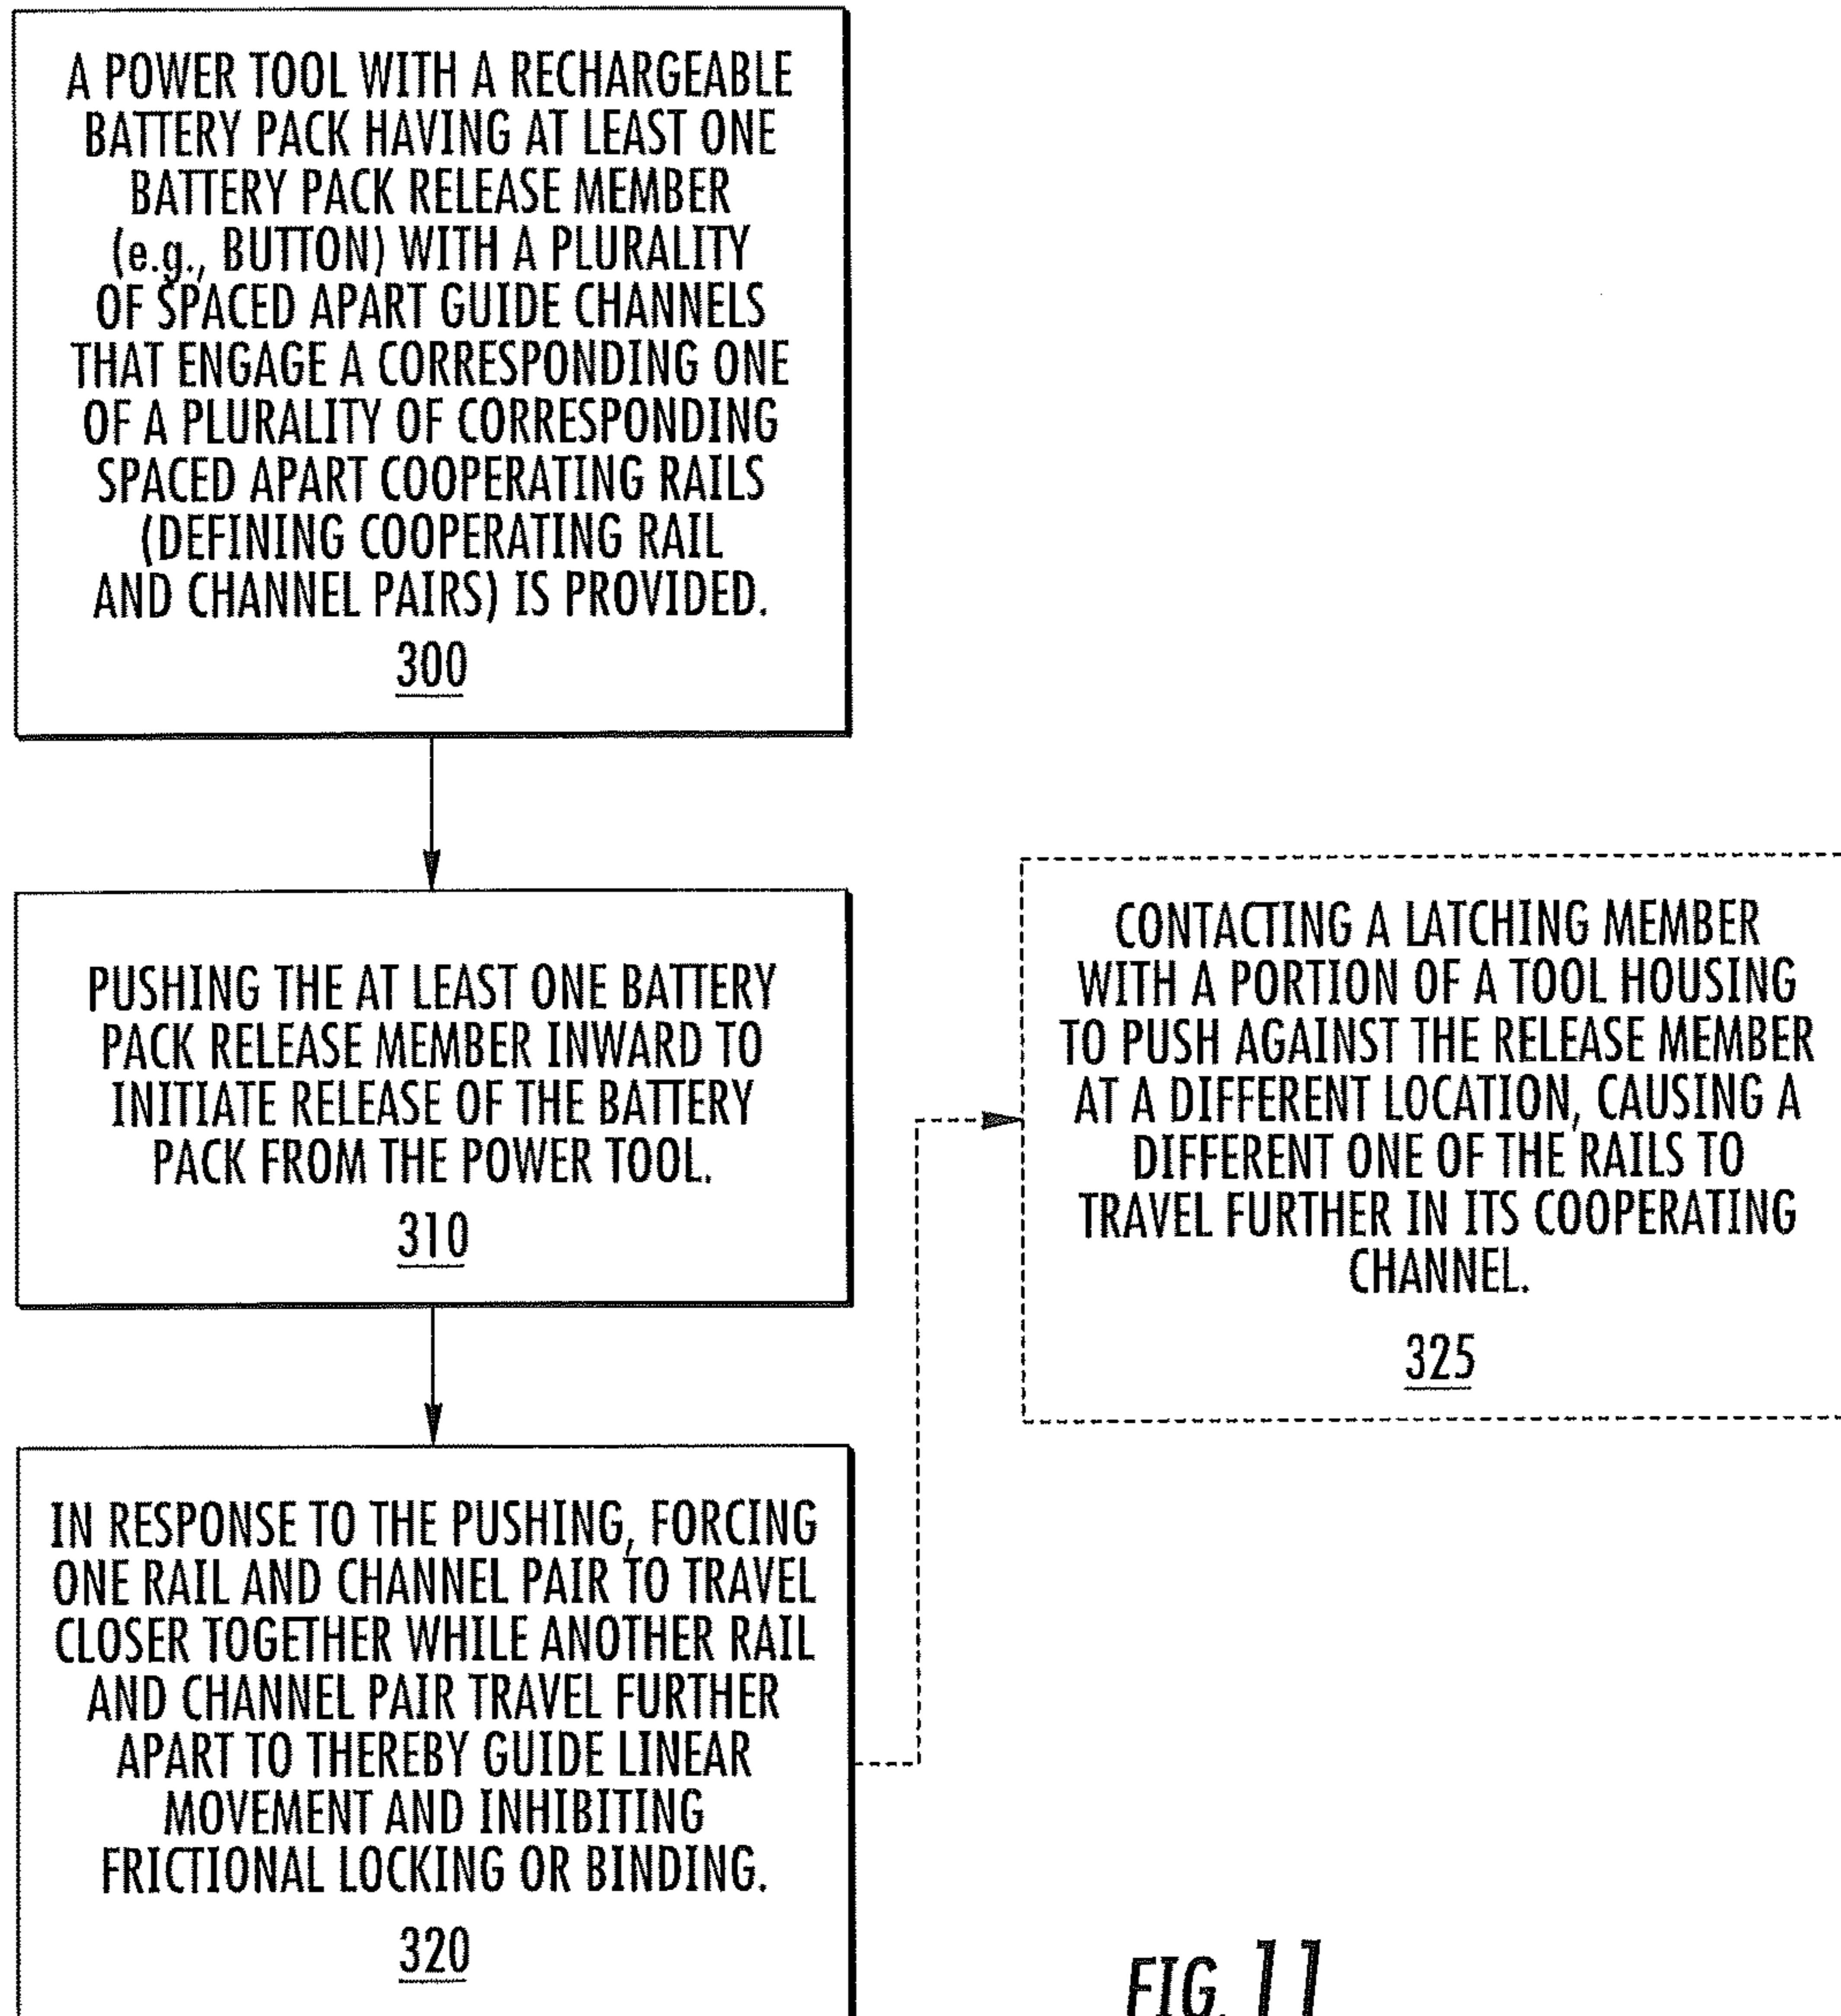 A POWER TOOL WITH A RECHARGEABLE
BATTERY PACK HAVING AT LEAST ONE
BATTERY PACK RELEASE MEMBER
(e.g., BUTTON) WITH A PLURALITY
OF SPACED APART GUIDE CHANNELS
THAT ENGAGE A CORRESPONDING ONE
OF A PLURALITY OF CORRESPONDING
SPACED APART COOPERATING RAILS
(DEFINING COOPERATING RAIL
AND CHANNEL PAIRS) IS PROVIDED.
300
PUSHING THE AT LEAST ONE BATTERY
PACK RELEASE MEMBER INWARD TO
INITIATE RELEASE OF THE BATTERY
PACK FROM THE POWER TOOL.
310
IN RESPONSE TO THE PUSHING, FORCING
ONE RAIL AND CHANNEL PAIR TO TRAVEL
CLOSER TOGETHER WHILE ANOTHER RAIL
AND CHANNEL PAIR TRAVEL FURTHER
APART TO THEREBY GUIDE LINEAR
MOVEMENT AND INHIBITING
FRICTIONAL LOCKING OR BINDING.
320
CONTACTING A LATCHING MEMBER
WITH A PORTION OF A TOOL HOUSING
TO PUSH AGAINST THE RELEASE MEMBER
AT A DIFFERENT LOCATION, CAUSING A
DIFFERENT ONE OF THE RAILS TO
TRAVEL FURTHER IN ITS COOPERATING
CHANNEL.
325
FIG. 11